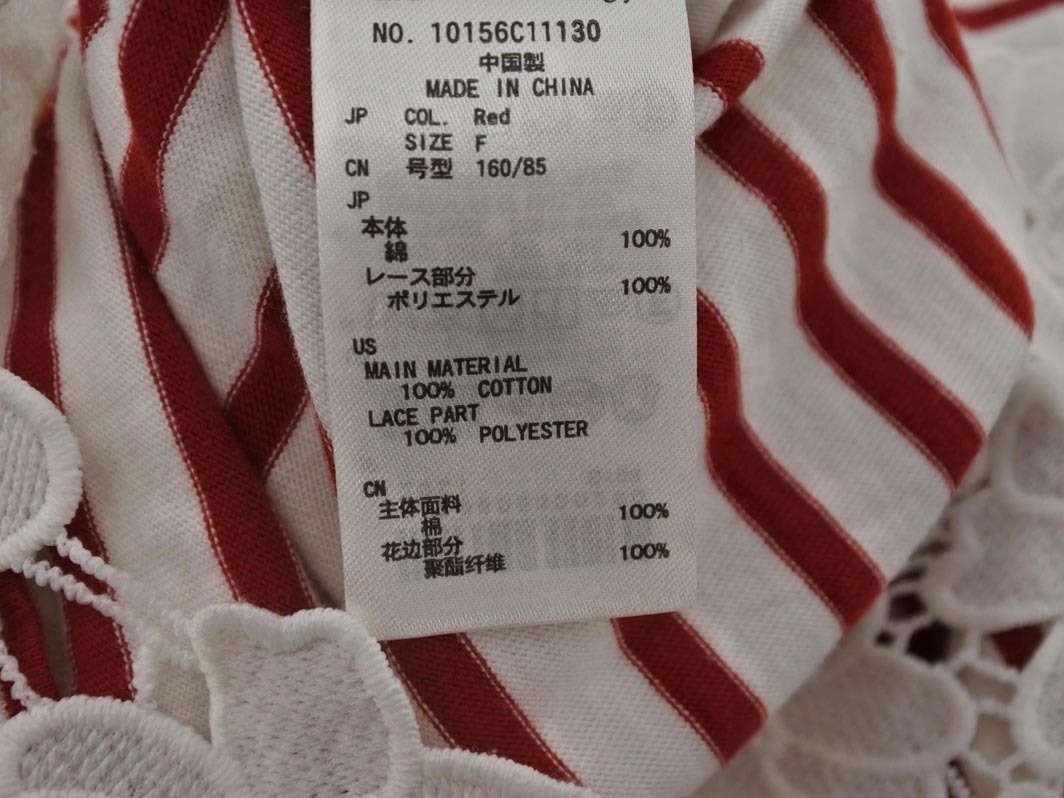 NO. 10156C11130
中国製
MADE IN CHINA
JP COL. Red
SIZE F
CN 号型 160/85
JP
本体
綿 100%
レース部分
ポリエステル 100%
US
MAIN MATERIAL
100% COTTON
LACE PART
100% POLYESTER
CN
主体面料
棉 100%
花边部分
聚酯纤维 100%